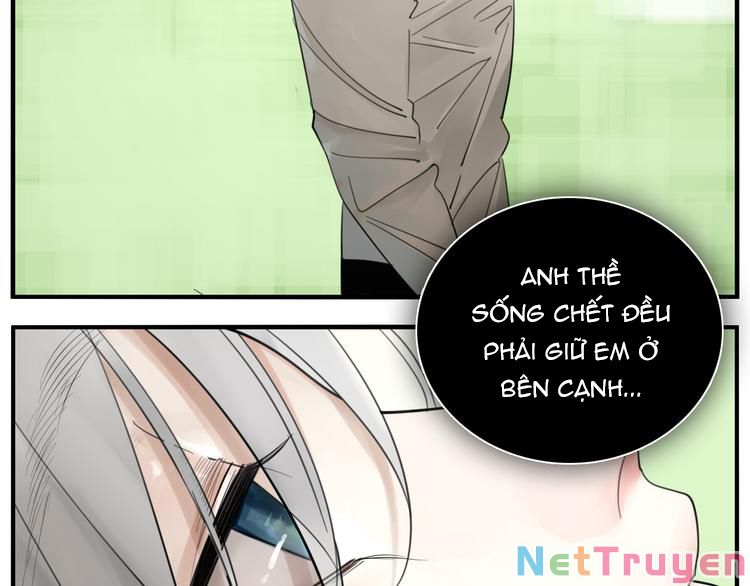 ANH THỀ
SỐNG CHẾT ĐỀU
PHẢI GIỮ EM Ở
BÊN CẠNH...
NetTruyen